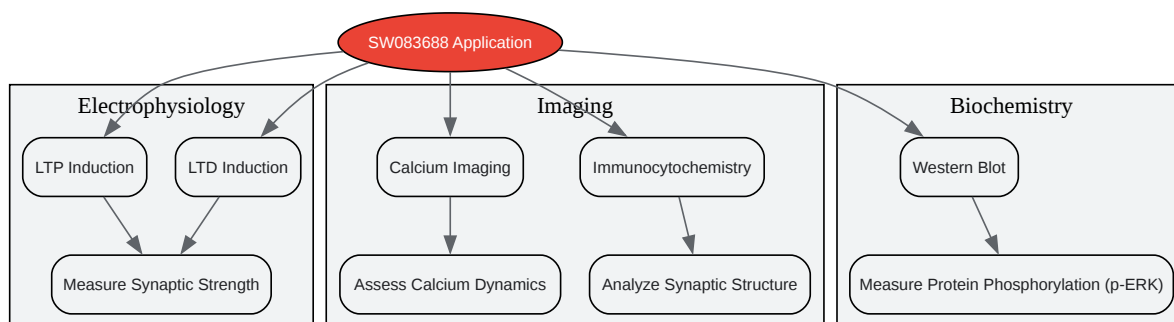 SW083688 Application
Electrophysiology
Imaging
Biochemistry
LTP Induction
LTD Induction
Calcium Imaging
Immunocytochemistry
Western Blot
Measure Synaptic Strength
Assess Calcium Dynamics
Analyze Synaptic Structure
Measure Protein Phosphorylation (p-ERK)